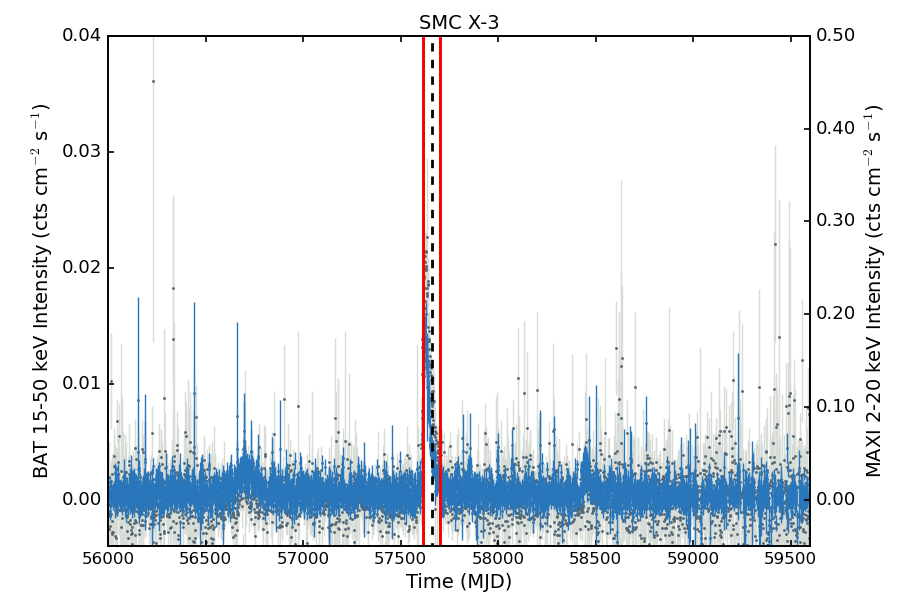 SMC X-3
0.04
0.03
0.02
0.01
0.00
BAT 15-50 keV Intensity (cts cm⁻² s⁻¹)
0.50
0.40
0.30
0.20
0.10
0.00
MAXI 2-20 keV Intensity (cts cm⁻² s⁻¹)
56000 56500 57000 57500 58000 58500 59000 59500
Time (MJD)